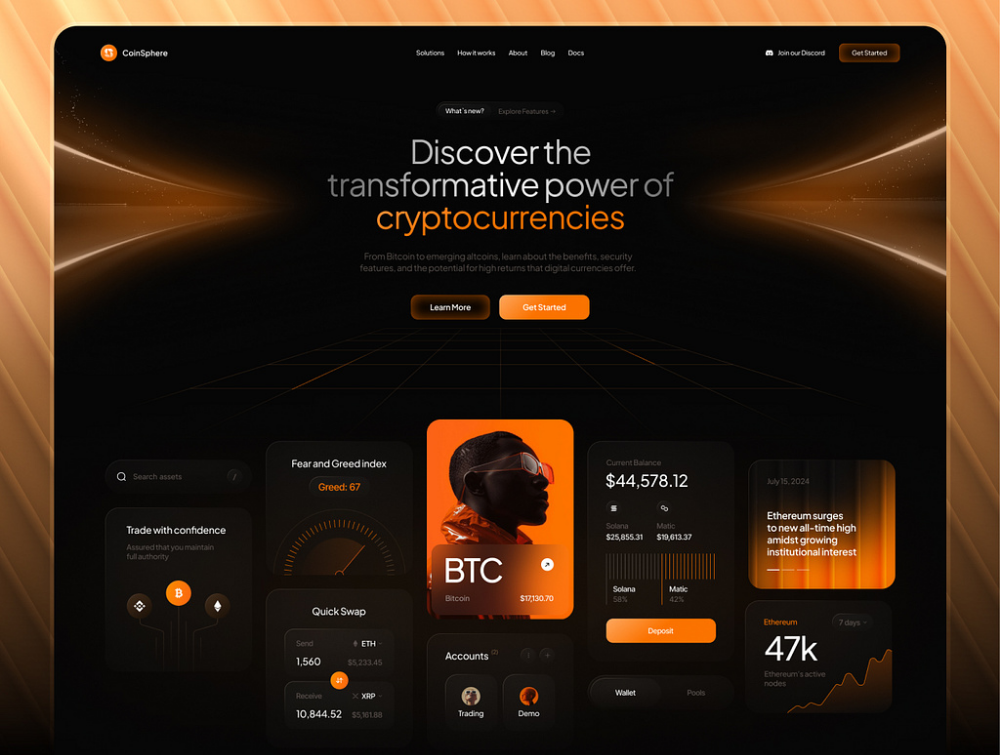 CoinSphere
Solutions How it works About Blog Docs
Join our Discord
Get Started
What`s new? Explore Features →
Discover the
transformative power of
cryptocurrencies
From Bitcoin to emerging altcoins, learn about the benefits, security
features, and the potential for high returns that digital currencies offer.
Learn More
Get Started
Search assets /
Trade with confidence
Assured that you maintain
full authority
Fear and Greed index
Greed: 67
Quick Swap
Send ETH
1,560 $5,233.45
Receive XRP
10,844.52 $5,161.88
BTC
Bitcoin $17,130.70
Accounts (2)
Trading Demo
Current Balance
$44,578.12
Solana Matic
$25,855.31 $19,613.37
Solana Matic
58% 42%
Deposit
Wallet Pools
July 15, 2024
Ethereum surges
to new all-time high
amidst growing
institutional interest
Ethereum 7 days
47k
Ethereum's active
nodes